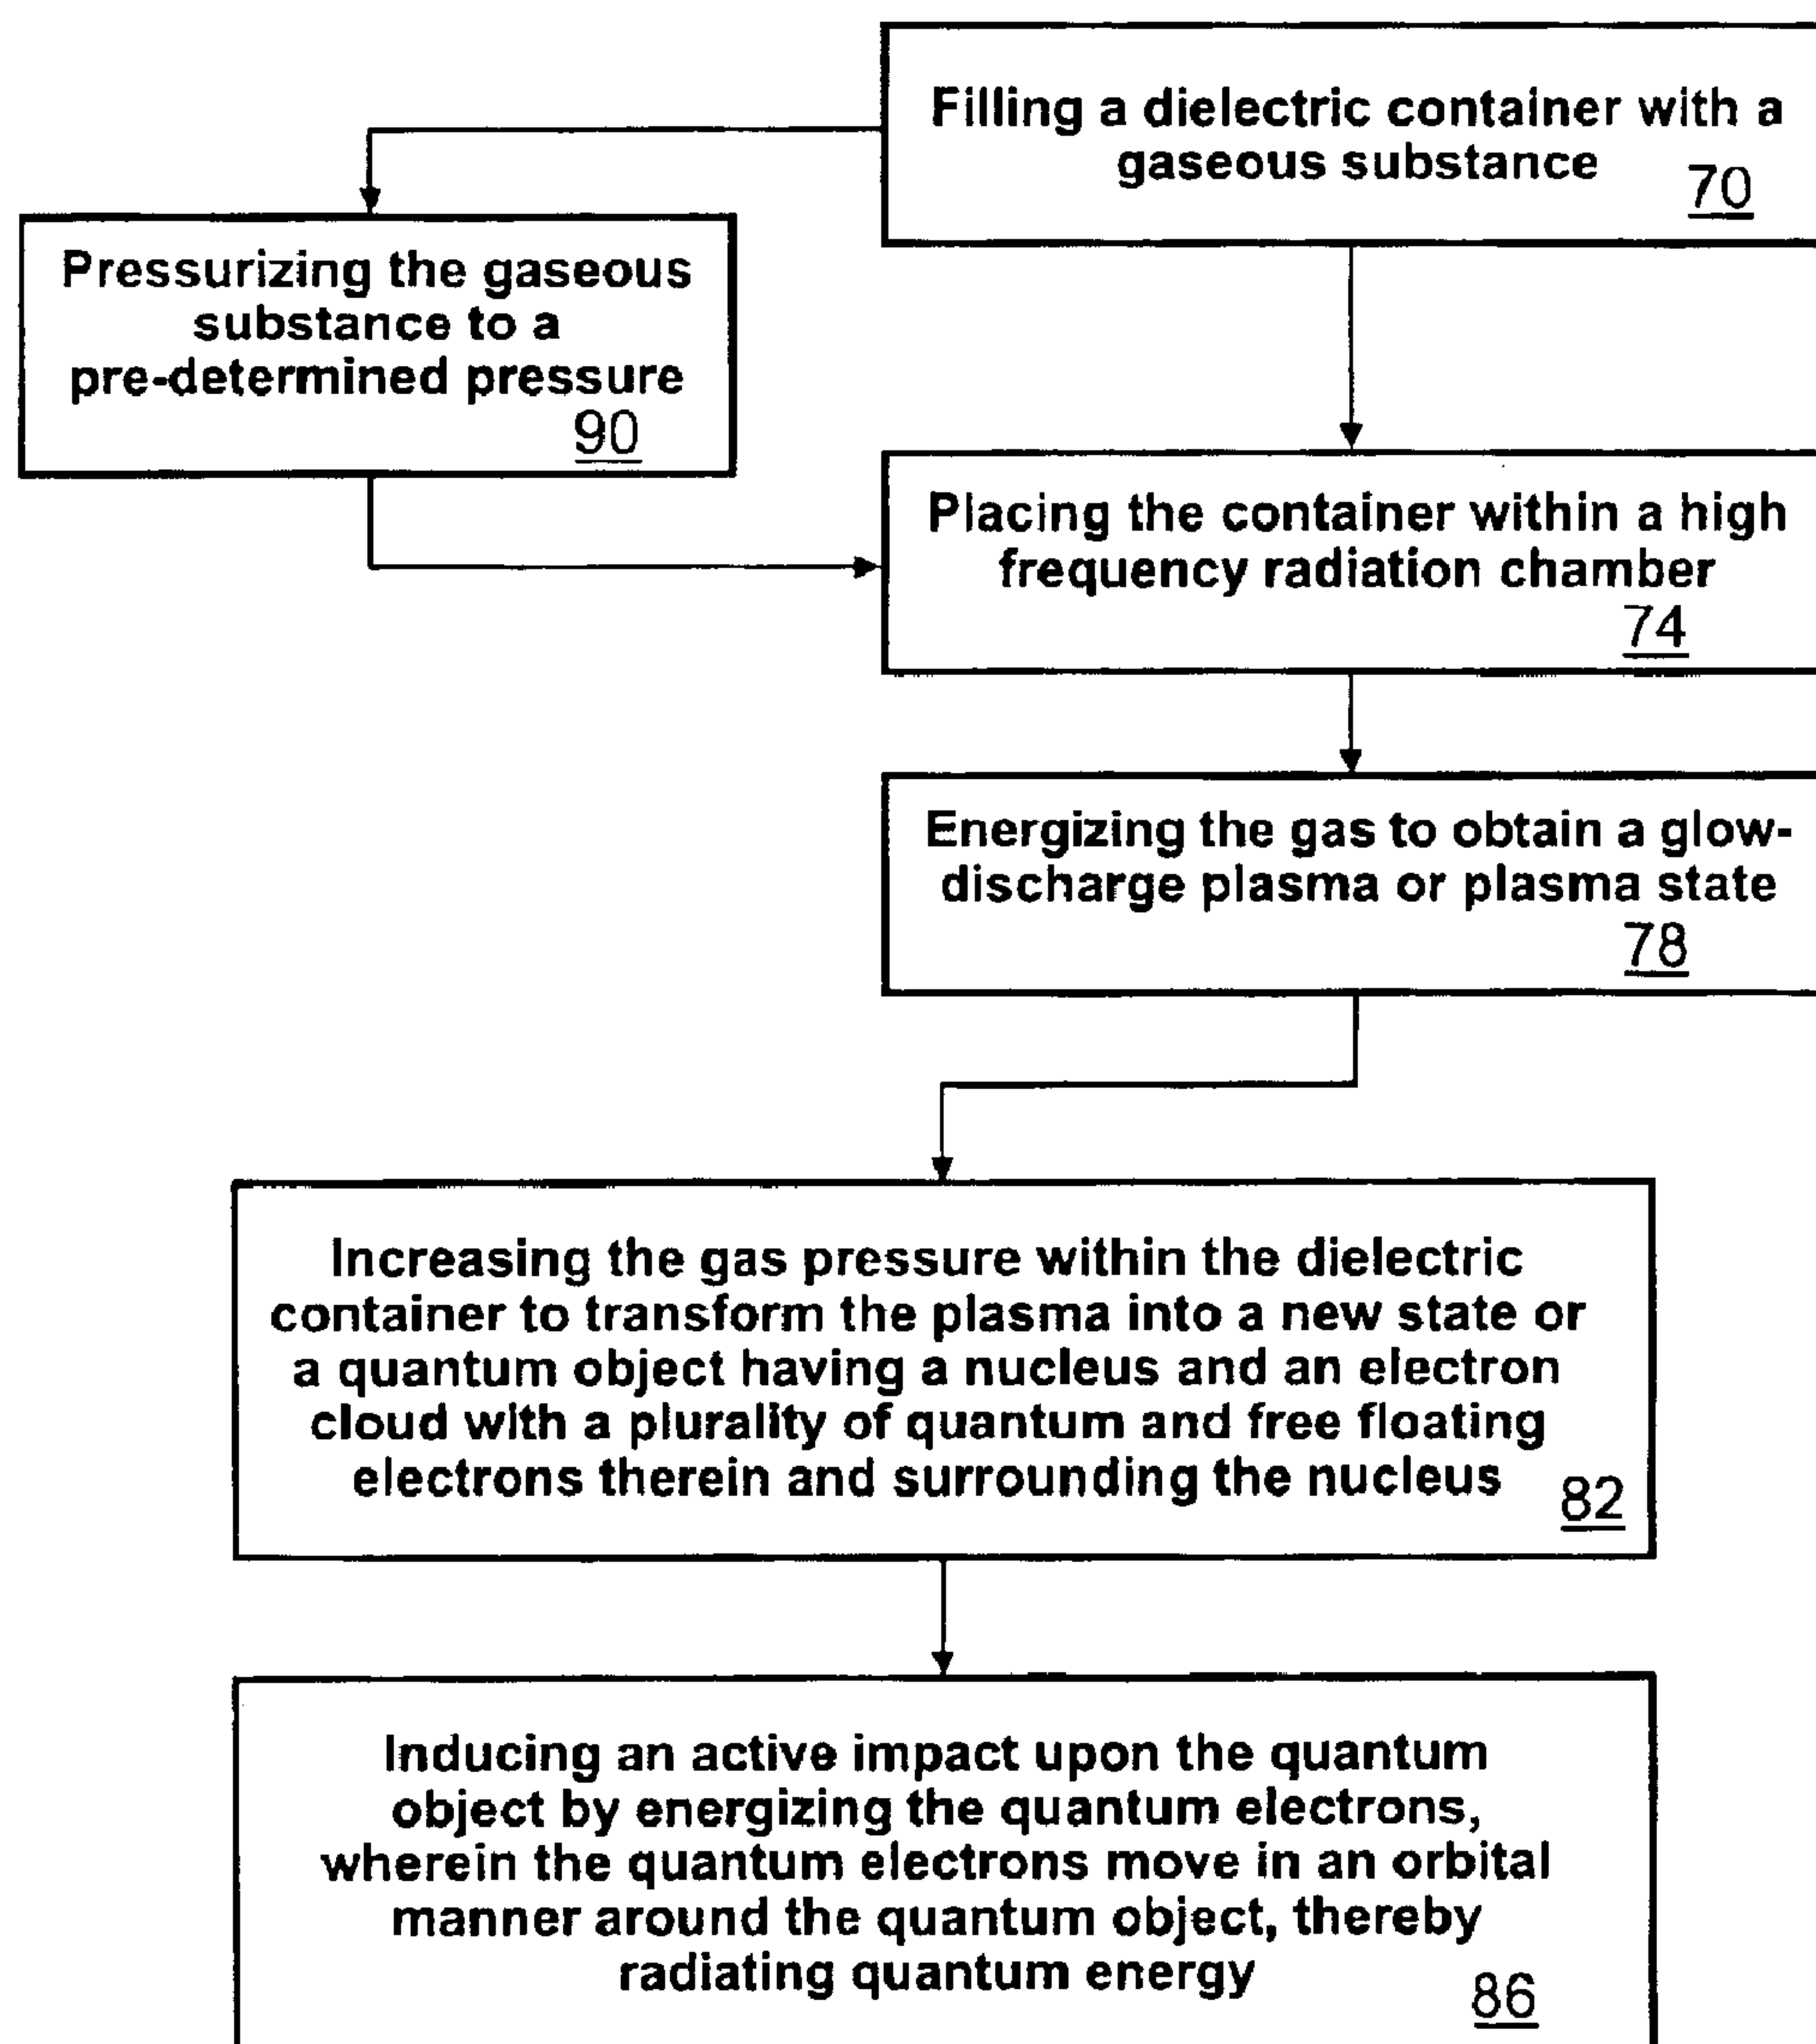 Filling a dielectric container with a
gaseous substance
70
Pressurizing the gaseous
substance to a
pre-determined pressure
90
Placing the container within a high
frequency radiation chamber
74
Energizing the gas to obtain a glow-
discharge plasma or plasma state
78
Increasing the gas pressure within the dielectric
container to transform the plasma into a new state or
a quantum object having a nucleus and an electron
cloud with a plurality of quantum and free floating
electrons therein and surrounding the nucleus
82
Inducing an active impact upon the quantum
object by energizing the quantum electrons,
wherein the quantum electrons move in an orbital
manner around the quantum object, thereby
radiating quantum energy
86